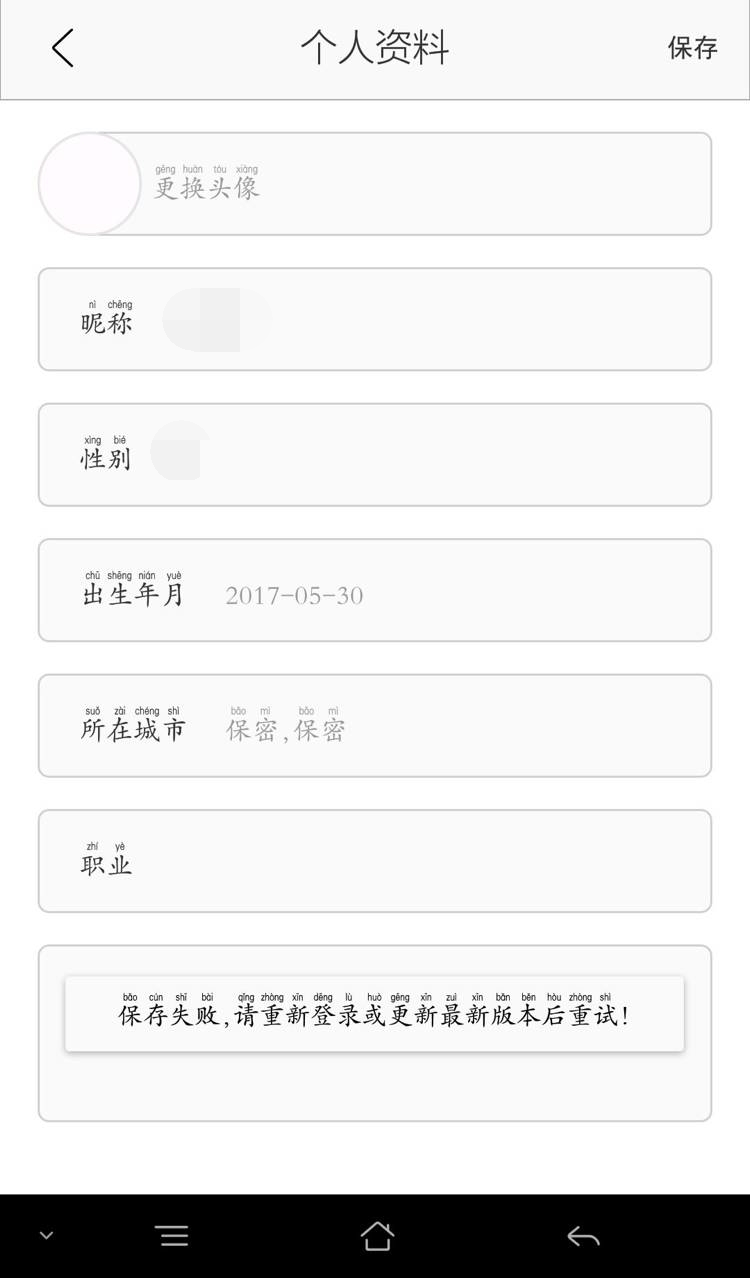 个人资料 保存
gēng huàn tóu xiàng
更换头像
nì chēng
昵称
xìng bié
性别
chū shēng nián yuè
出生年月 2017-05-30
suǒ zài chéng shì bǎo mì bǎo mì
所在城市 保密,保密
zhí yè
职业
bǎo cún shī bài qǐng zhòng xīn dēng lù huò gēng xīn zuì xīn bǎn běn hòu zhòng shì
保存失败,请重新登录或更新最新版本后重试!